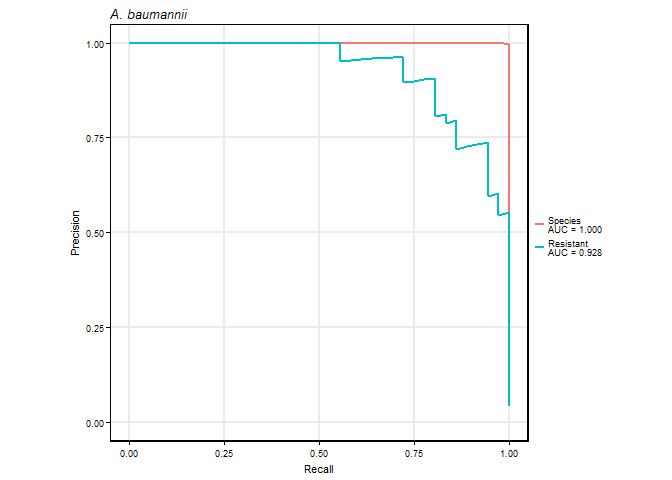 A. baumannii
1.00
0.75
0.50
0.25
0.00
Precision
0.00 0.25 0.50 0.75 1.00
Recall
Species
AUC = 1.000
Resistant
AUC = 0.928